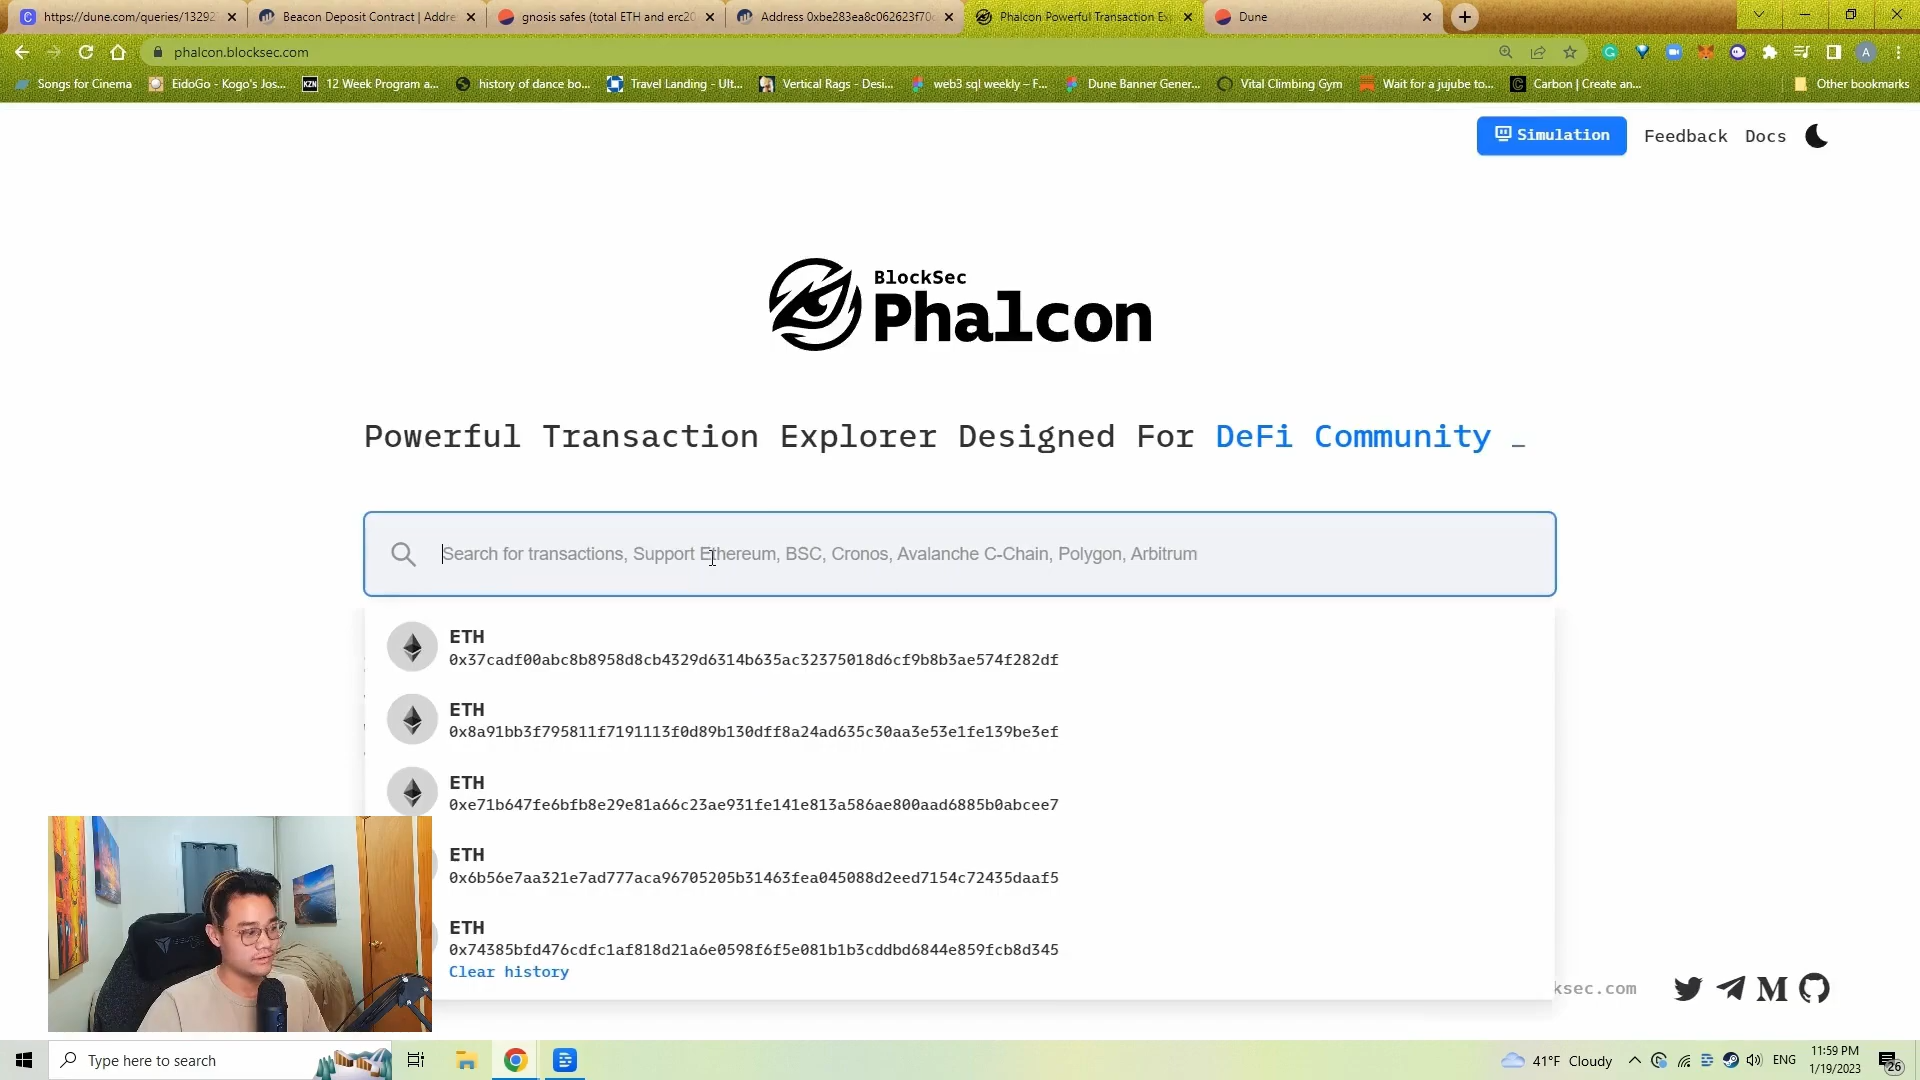 https://dune.com/queries/13292
Beacon Deposit Contract | Addre
gnosis safes (total ETH and erc20
Address 0xbe283ea8c062623f70
Phalcon Powerful Transaction Ex
Dune
phalcon.blocksec.com
A
Songs for Cinema
EidoGo - Kogo's Jos...
KZN
12 Week Program a...
history of dance bo...
Travel Landing - Ult...
Vertical Rags - Desi...
web3 sql weekly – F...
Dune Banner Gener...
Vital Climbing Gym
Wait for a jujube to...
Carbon | Create an...
Other bookmarks
Simulation
Feedback
Docs
BlockSec
Phalcon
Powerful Transaction Explorer Designed For DeFi Community _
Search for transactions, Support Ethereum, BSC, Cronos, Avalanche C-Chain, Polygon, Arbitrum
ETH
0x37cadf00abc8b8958d8cb4329d6314b635ac32375018d6cf9b8b3ae574f282df
ETH
0x8a91bb3f795811f7191113f0d89b130dff8a24ad635c30aa3e53e1fe139be3ef
ETH
0xe71b647fe6bfb8e29e81a66c23ae931fe141e813a586ae800aad6885b0abcee7
ETH
0x6b56e7aa321e7ad777aca96705205b31463fea045088d2eed7154c72435daaf5
ETH
0x74385bfd476cdfc1af818d21a6e0598f6f5e081b1b3cddbd6844e859fcb8d345
Clear history
ksec.com
Type here to search
41°F Cloudy
ENG
11:59 PM
1/19/2023
26